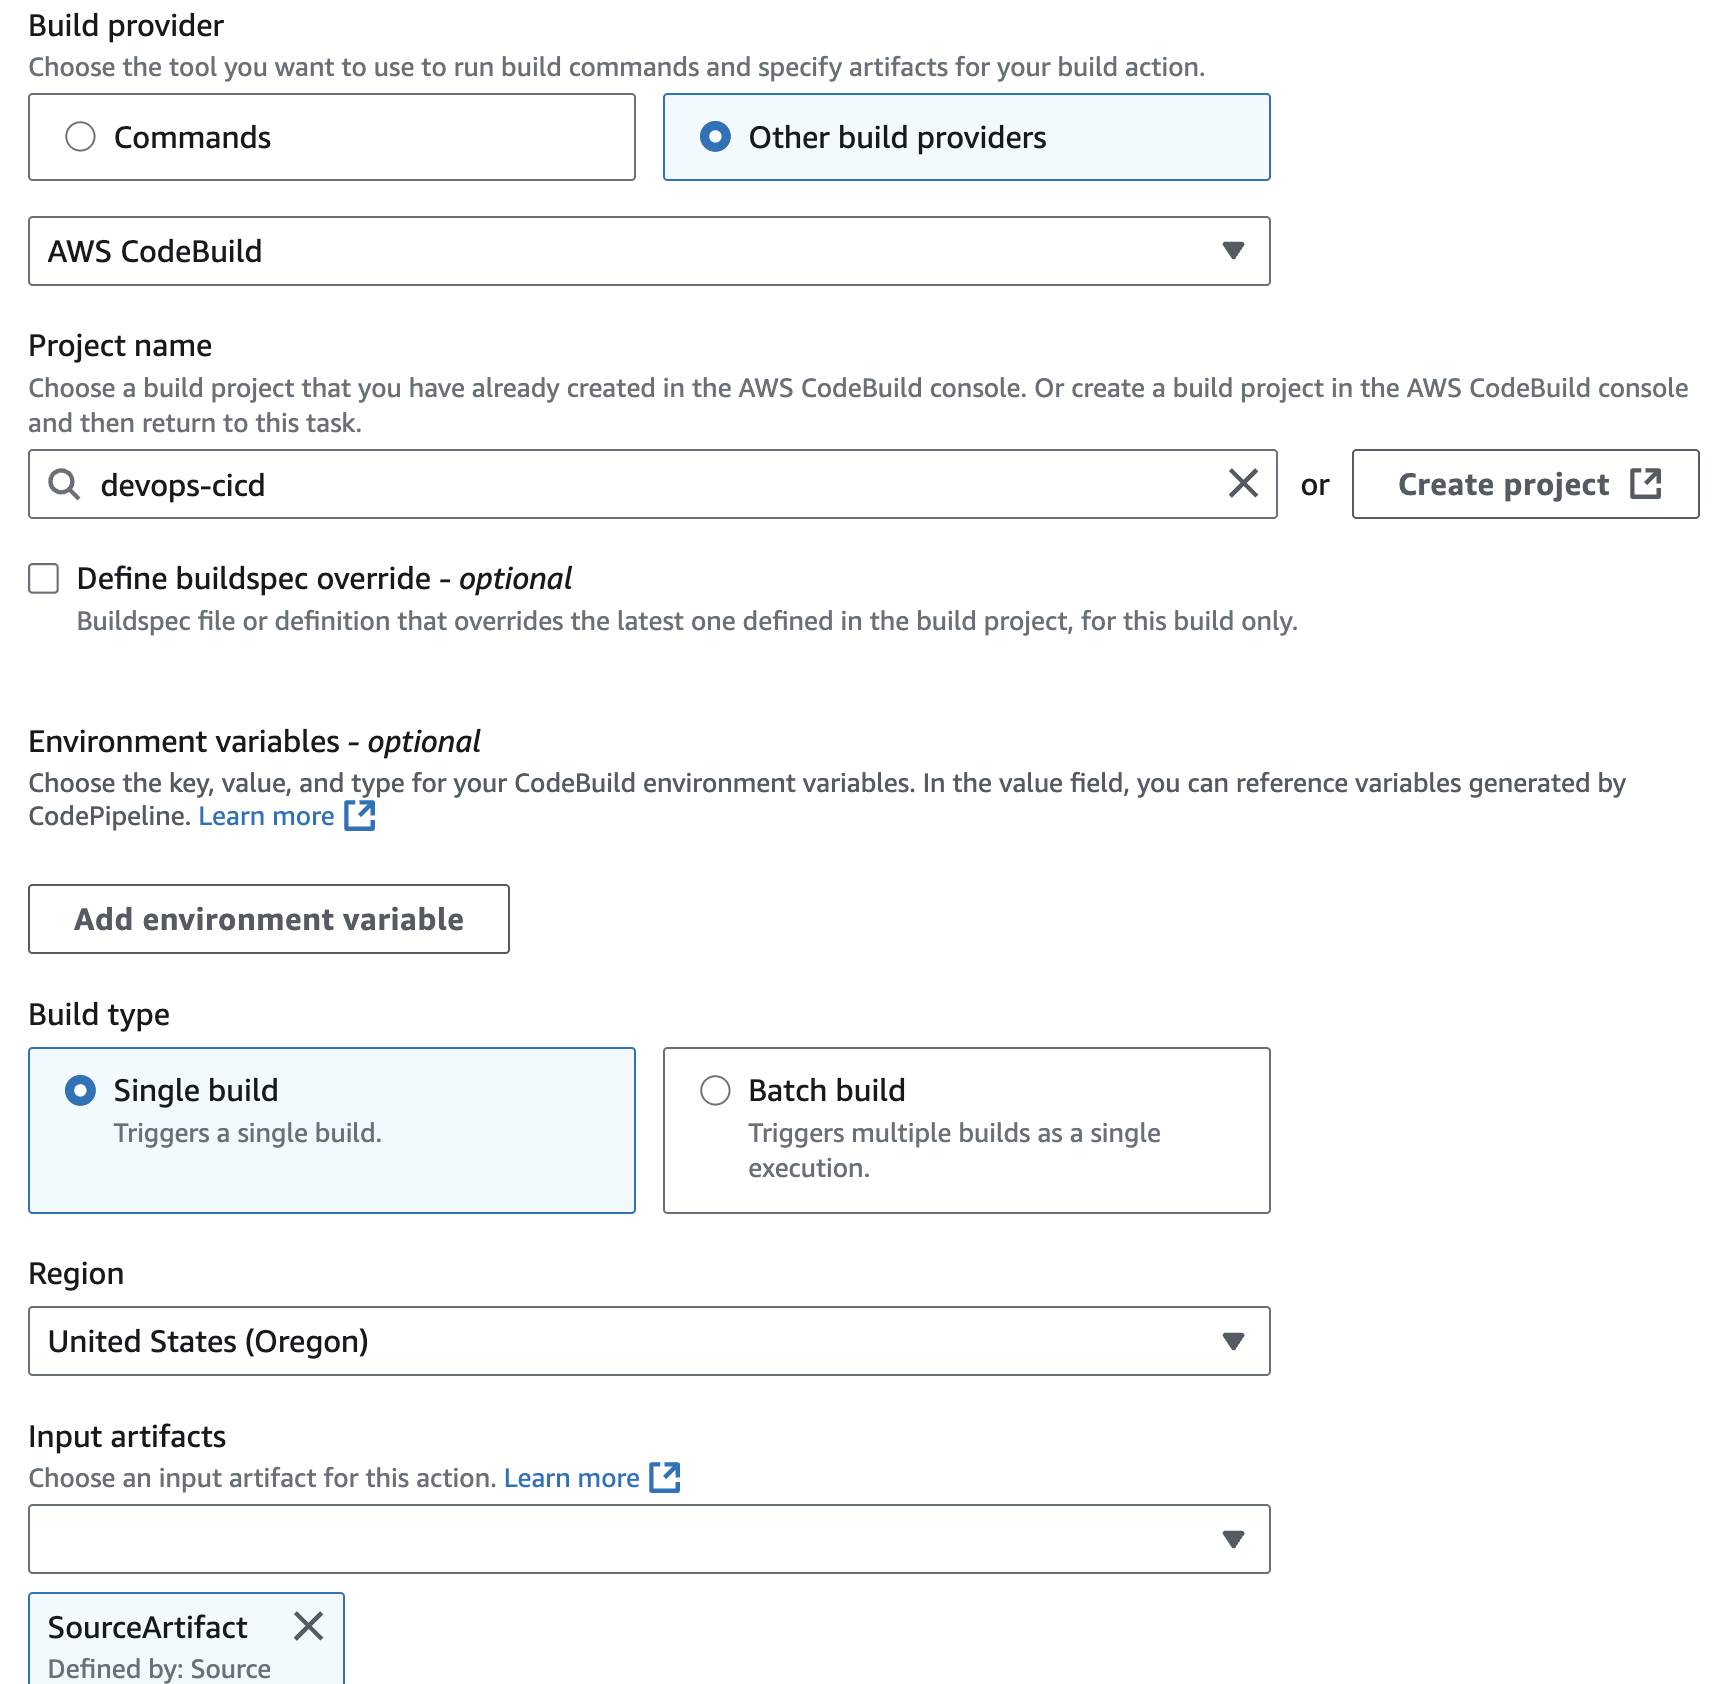 Build provider
Choose the tool you want to use to run build commands and specify artifacts for your build action.
Commands
Other build providers
AWS CodeBuild
Project name
Choose a build project that you have already created in the AWS CodeBuild console. Or create a build project in the AWS CodeBuild console
and then return to this task.
devops-cicd
or
Create project
Define buildspec override - optional
Buildspec file or definition that overrides the latest one defined in the build project, for this build only.
Environment variables - optional
Choose the key, value, and type for your CodeBuild environment variables. In the value field, you can reference variables generated by
CodePipeline. Learn more
Add environment variable
Build type
Single build
Triggers a single build.
Batch build
Triggers multiple builds as a single
execution.
Region
United States (Oregon)
Input artifacts
Choose an input artifact for this action. Learn more
SourceArtifact
Defined by: Source